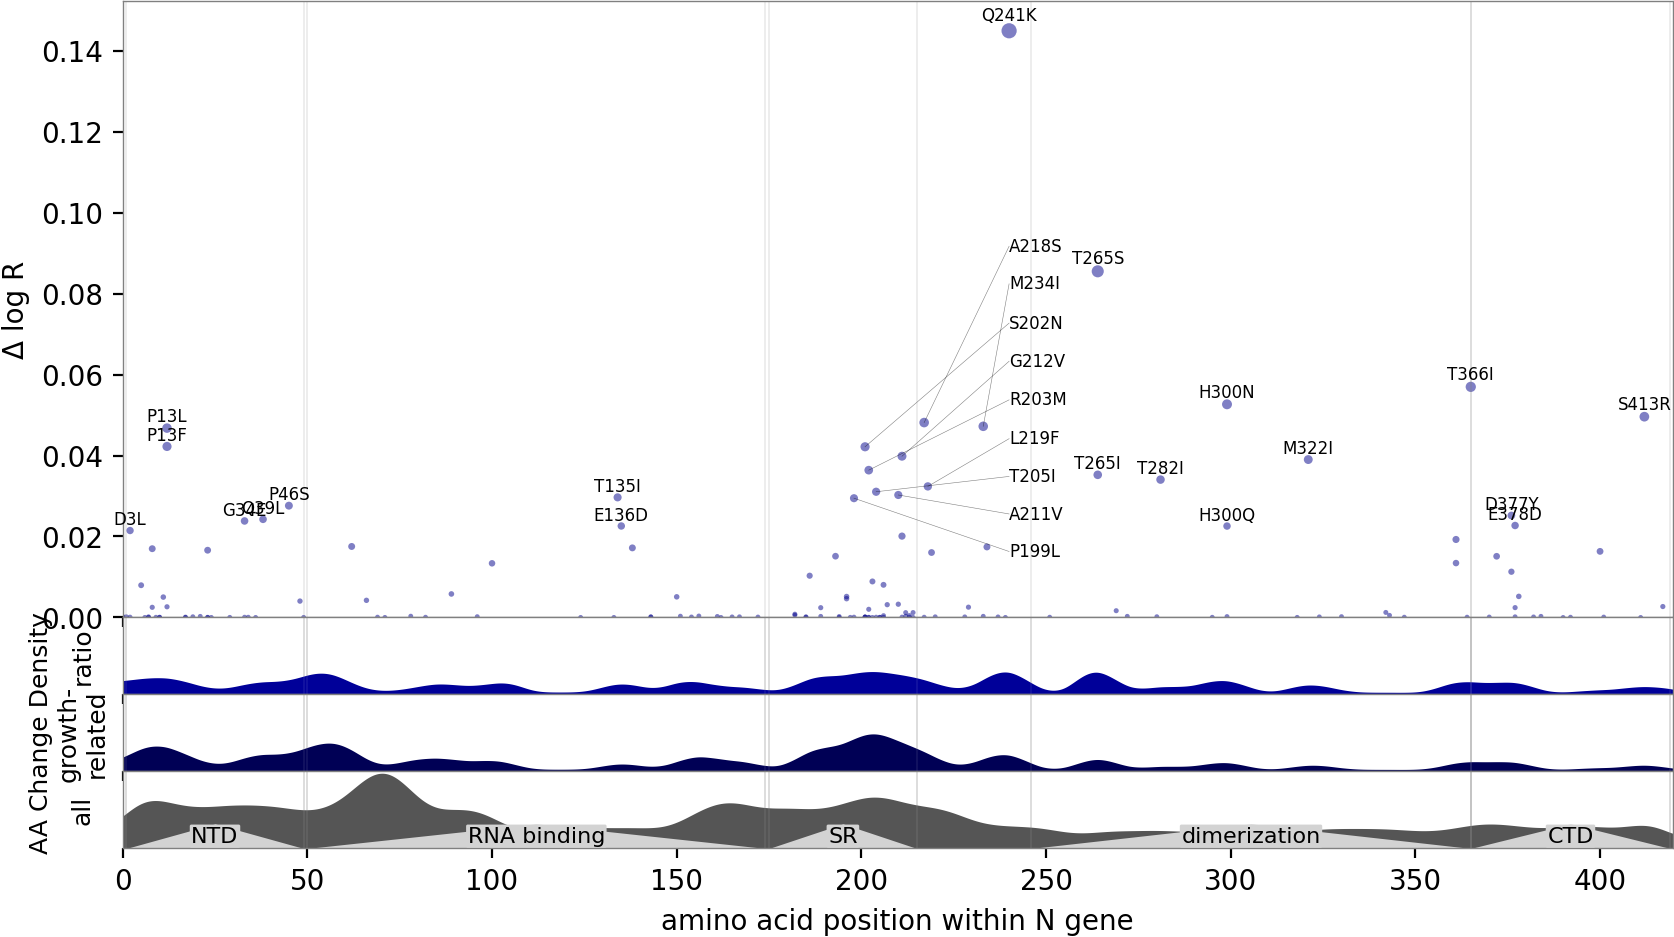 Q241K
0.14
0.12
0.10
0.08
0.06
0.04
0.02
0.00
Δ log R
A218S
T265S
M234I
S202N
G212V
R203M
L219F
T205I
A211V
P199L
T366I
H300N
S413R
P13L
P13F
M322I
T265I
T282I
P46S
Q39L
D3L
T135I
E136D
H300Q
D377Y
E378D
AA Change Density
ratio
growth-
related
all
NTD
RNA binding
SR
dimerization
CTD
0 50 100 150 200 250 300 350 400
amino acid position within N gene